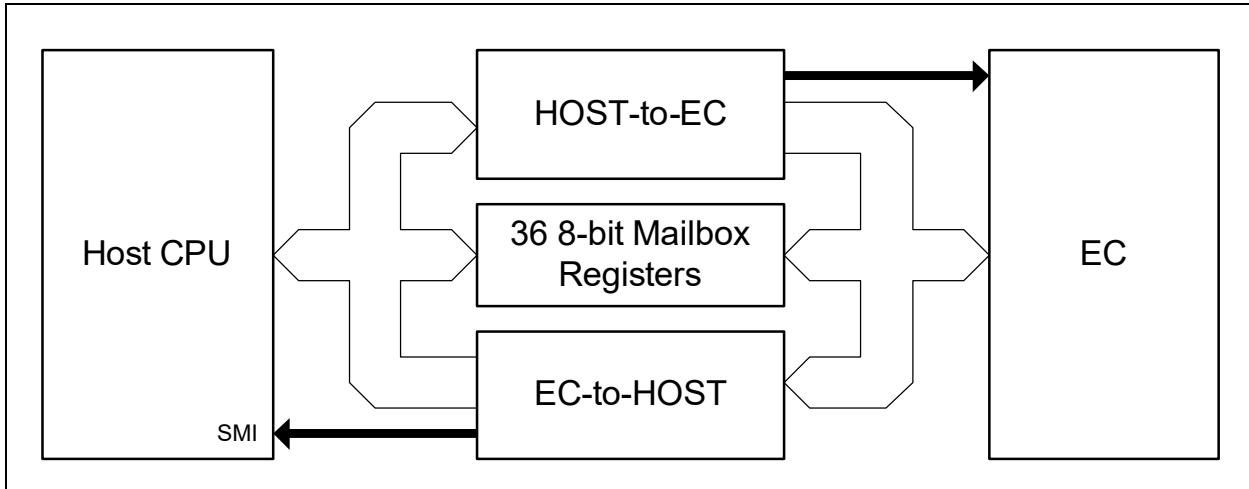 HOST-to-EC
Host CPU
36 8-bit Mailbox
Registers
EC
EC-to-HOST
SMI